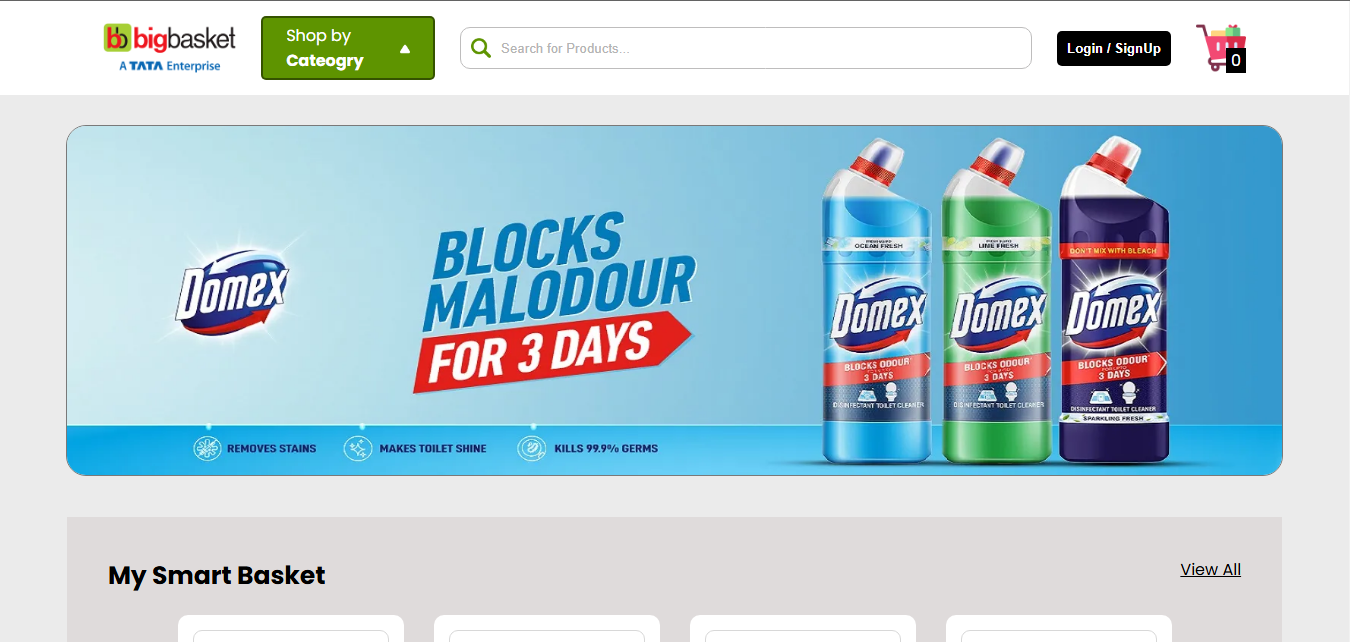 bb bigbasket
A TATA Enterprise
Shop by
Cateogry
Search for Products...
Login / SignUp
0
Domex
BLOCKS
MALODOUR
FOR 3 DAYS
REMOVES STAINS
MAKES TOILET SHINE
KILLS 99.9% GERMS
OCEAN FRESH
Domex
BLOCKS ODOUR
3 DAYS
DISINFECTANT TOILET CLEANER
LIME FRESH
Domex
BLOCKS ODOUR
3 DAYS
DISINFECTANT TOILET CLEANER
DON'T MIX WITH BLEACH
Domex
BLOCKS ODOUR
3 DAYS
DISINFECTANT TOILET CLEANER
SPARKLING FRESH
My Smart Basket
View All